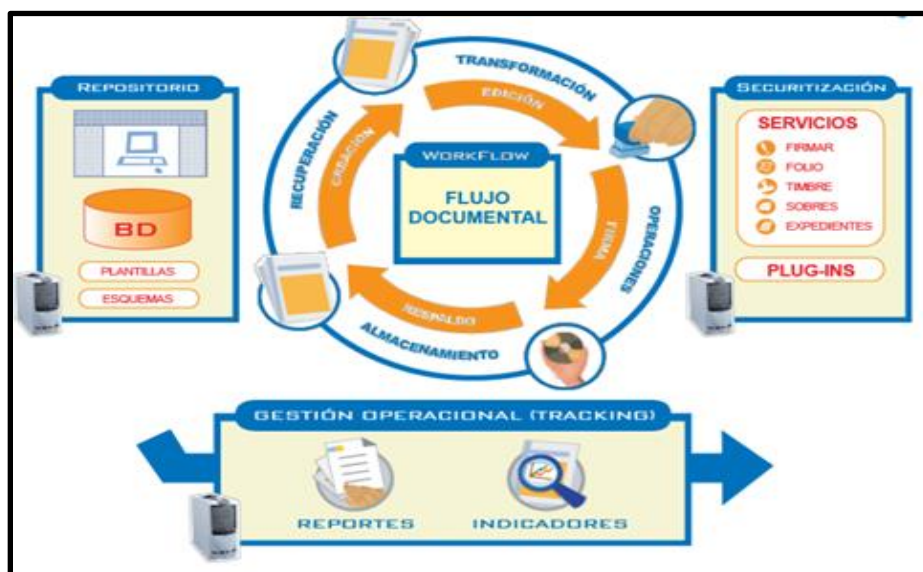 REPOSITORIO
BD
PLANTILLAS
ESQUEMAS
TRANSFORMACIÓN
EDICIÓN
RECUPERACIÓN
CREACIÓN
WORKFLOW
FLUJO
DOCUMENTAL
OPERACIONES
FIRMA
RESPALDO
ALMACENAMIENTO
SECURITIZACIÓN
SERVICIOS
FIRMAR
FOLIO
TIMBRE
SOBRES
EXPEDIENTES
PLUG-INS
GESTIÓN OPERACIONAL (TRACKING)
REPORTES
INDICADORES